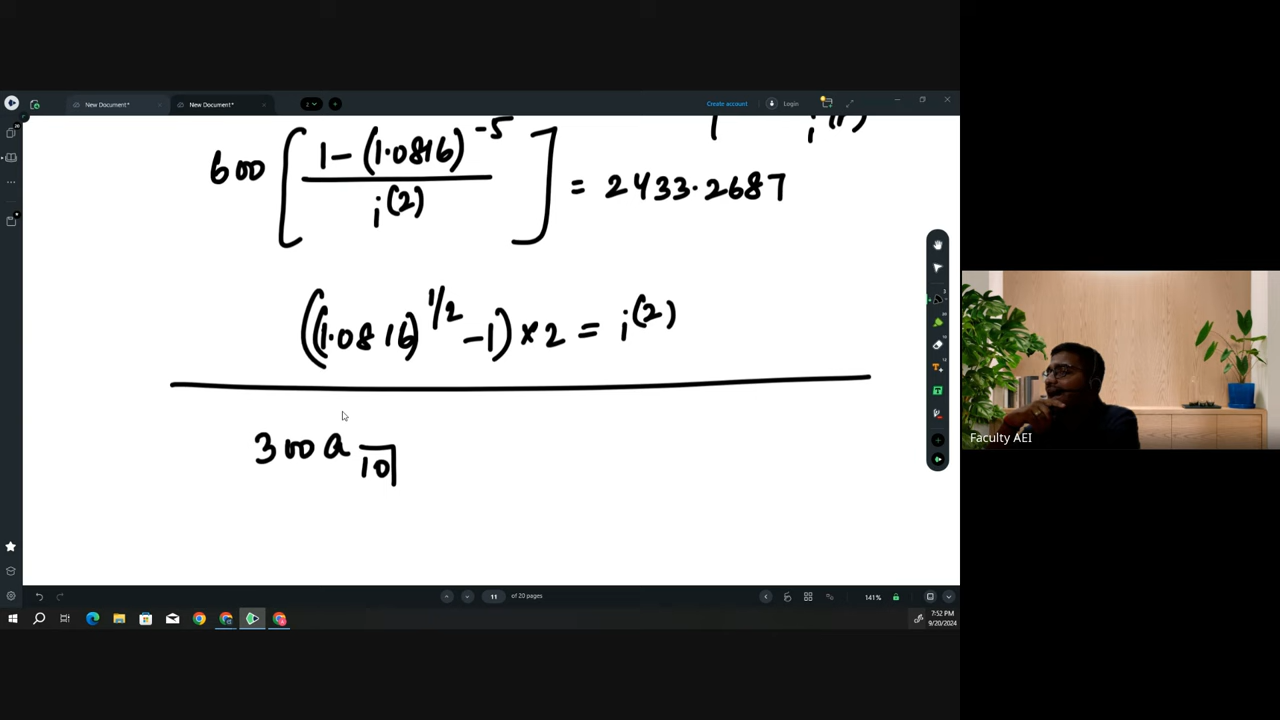 New Document*
New Document*
2
Create account
Login
600 [ 1 - (1.0816)^-5 / i^(2) ] = 2433.2687
((1.0816)^1/2 - 1) × 2 = i^(2)
300 a 10
Faculty AEI
11 of 20 pages
141%
7:52 PM
9/20/2024